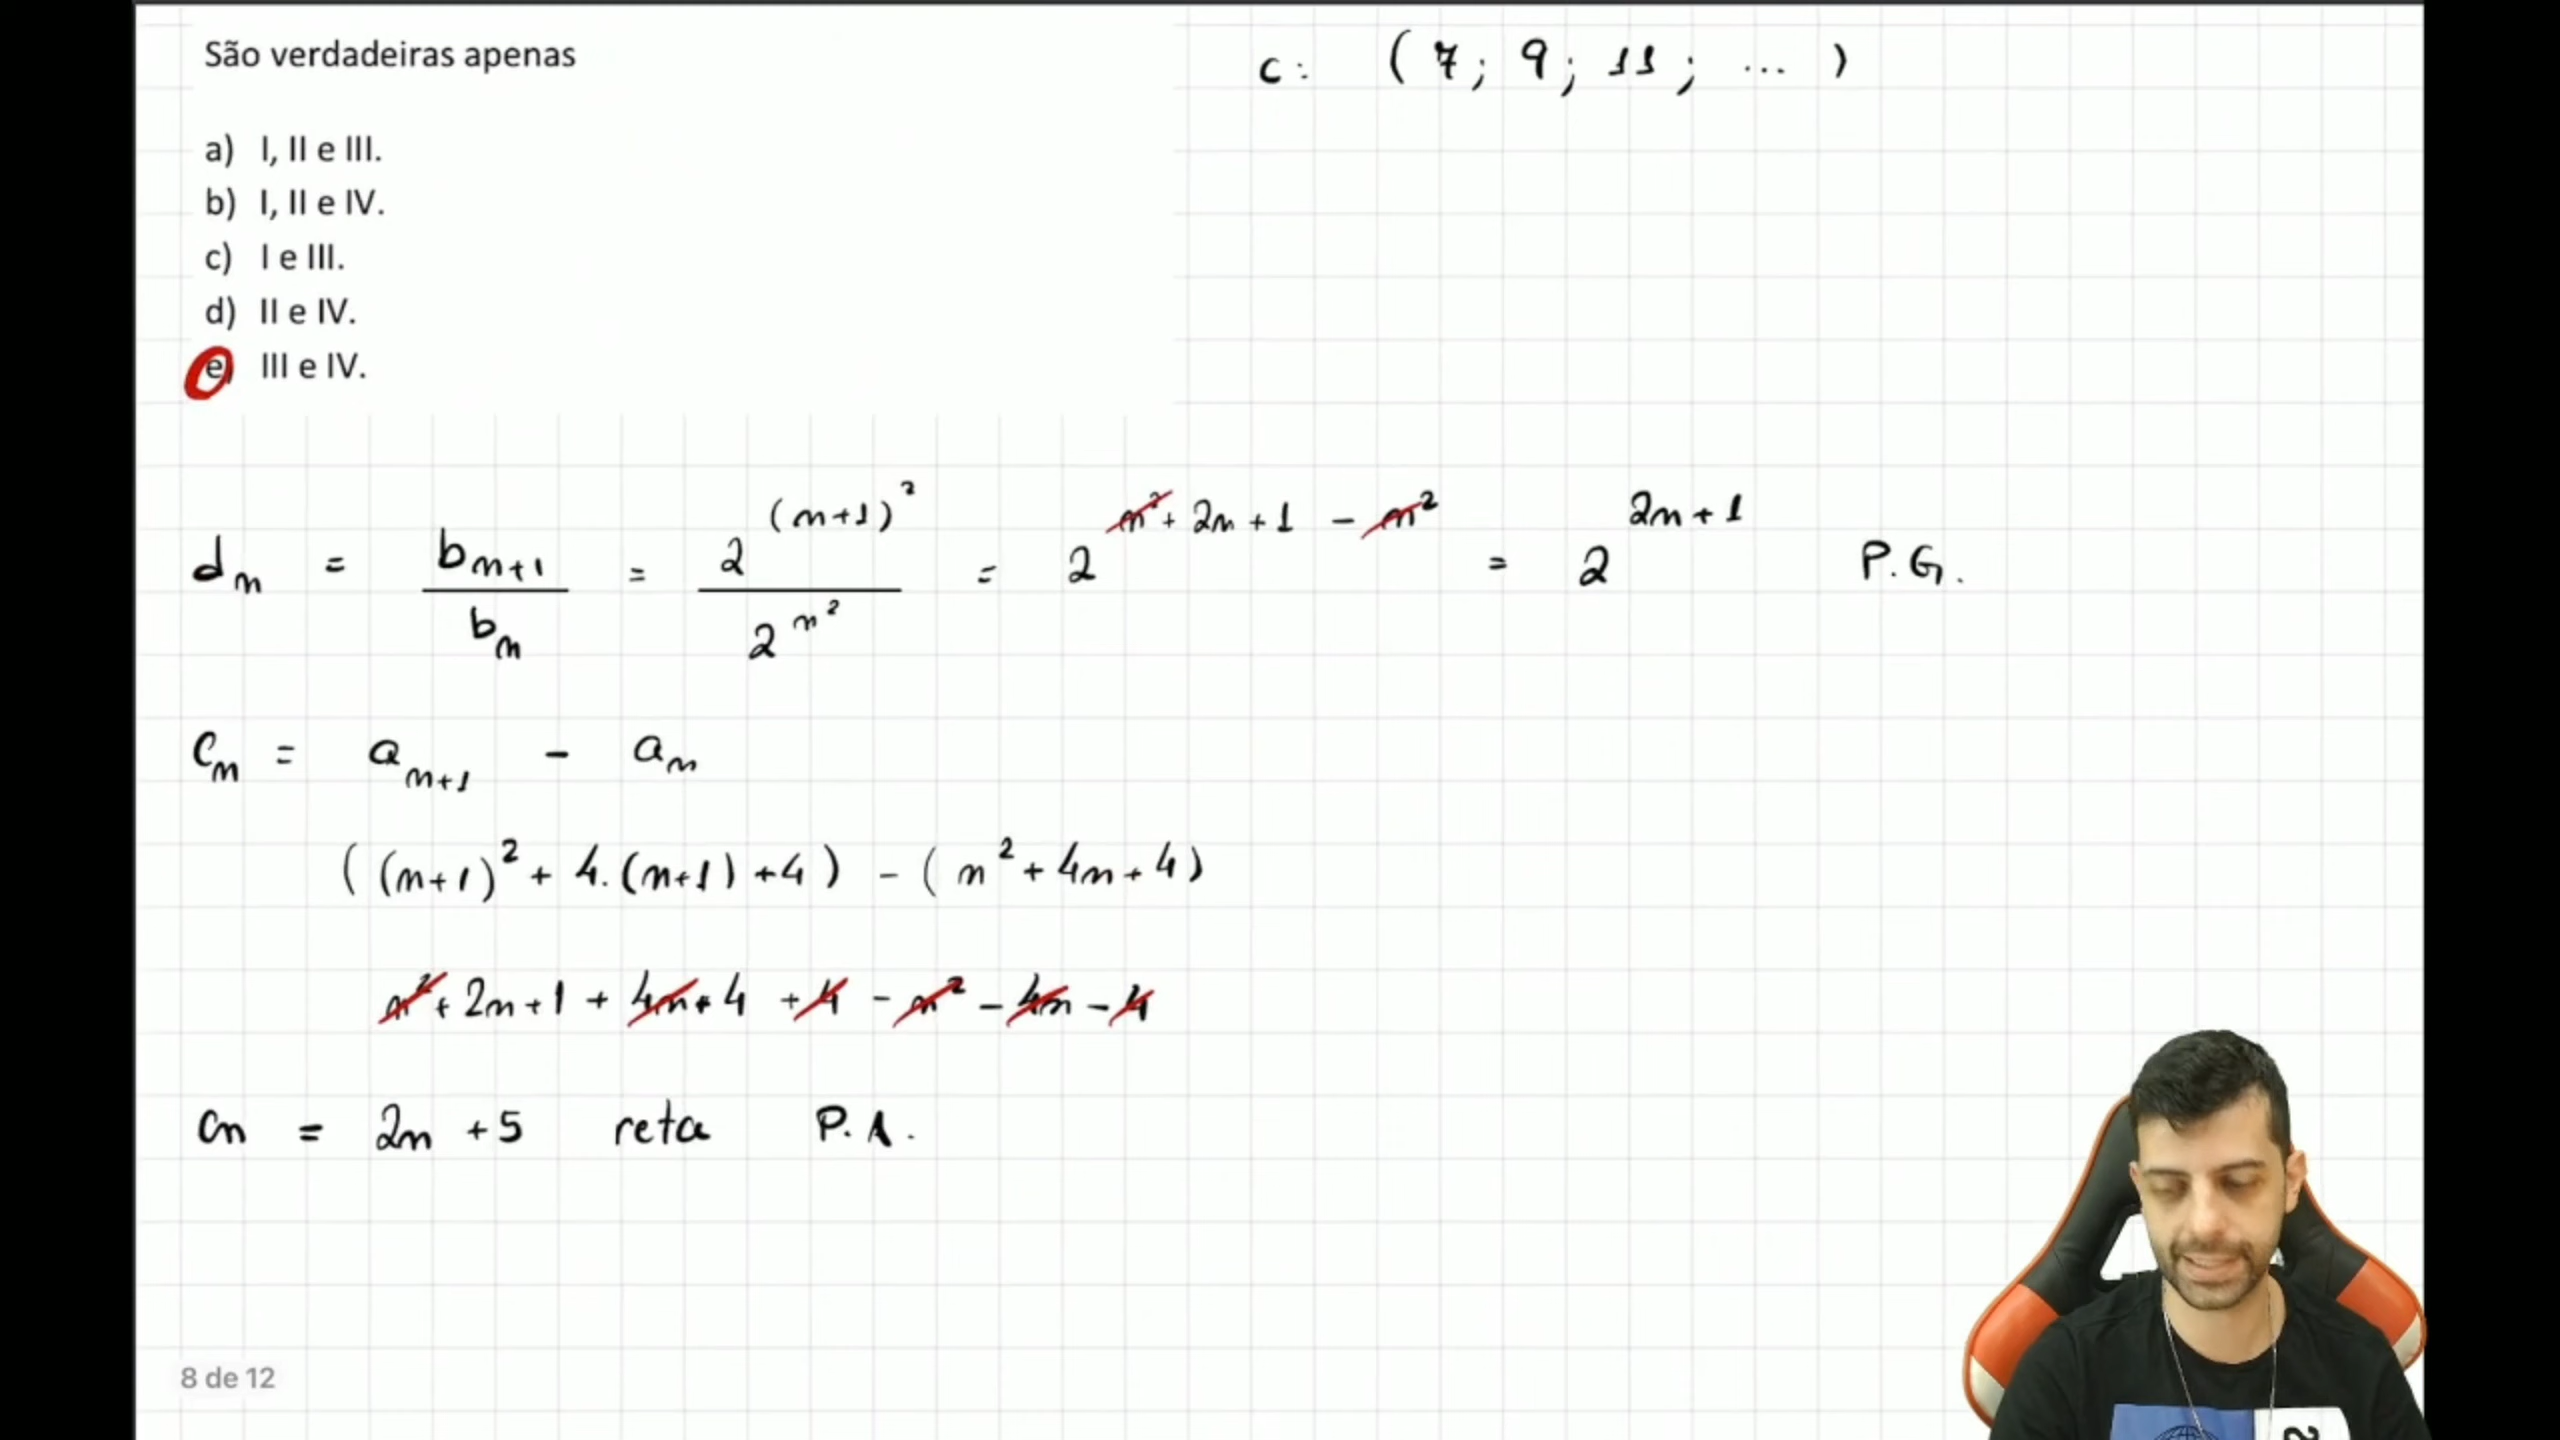 São verdadeiras apenas
c: (7; 9; 11; ... )
a) I, II e III.
b) I, II e IV.
c) I e III.
d) II e IV.
e) III e IV.
dₙ = bₙ₊₁ / bₙ = 2^(n+1)² / 2^n² = 2^(n² + 2n + 1 - n²) = 2^(2n+1) P.G.
Cₙ = aₙ₊₁ - aₙ
((n+1)² + 4.(n+1) + 4) - (n² + 4n + 4)
n² + 2n + 1 + 4n + 4 + 4 - n² - 4n - 4
Cn = 2n + 5 reta P.A.
8 de 12